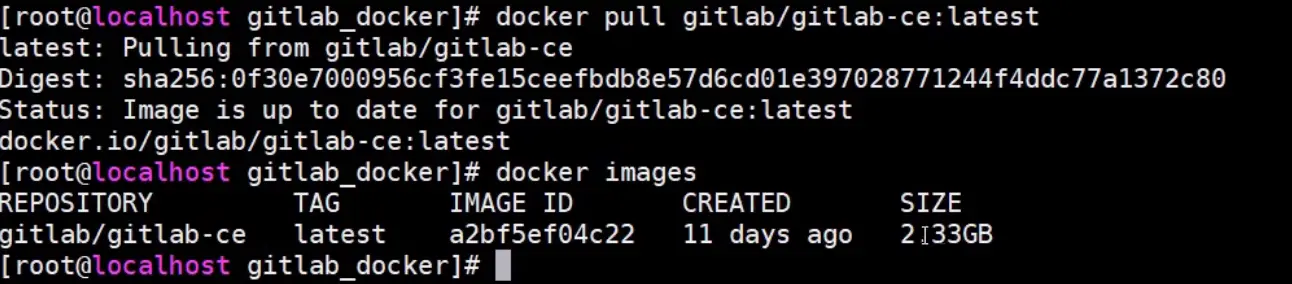 [root@localhost gitlab_docker]# docker pull gitlab/gitlab-ce:latest
latest: Pulling from gitlab/gitlab-ce
Digest: sha256:0f30e7000956cf3fe15ceefbdb8e57d6cd01e397028771244f4ddc77a1372c80
Status: Image is up to date for gitlab/gitlab-ce:latest
docker.io/gitlab/gitlab-ce:latest
[root@localhost gitlab_docker]# docker images
REPOSITORY TAG IMAGE ID CREATED SIZE
gitlab/gitlab-ce latest a2bf5ef04c22 11 days ago 2.33GB
[root@localhost gitlab_docker]#